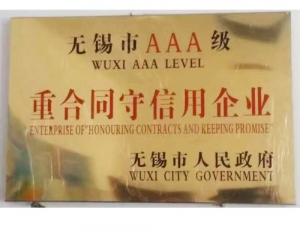 无锡市AAA级
WUXI AAA LEVEL
重合同守信用企业
ENTERPRISE OF "HONOURING CONTRACTS AND KEEPING PROMISE"
无锡市人民政府
WUXI CITY GOVERNMENT